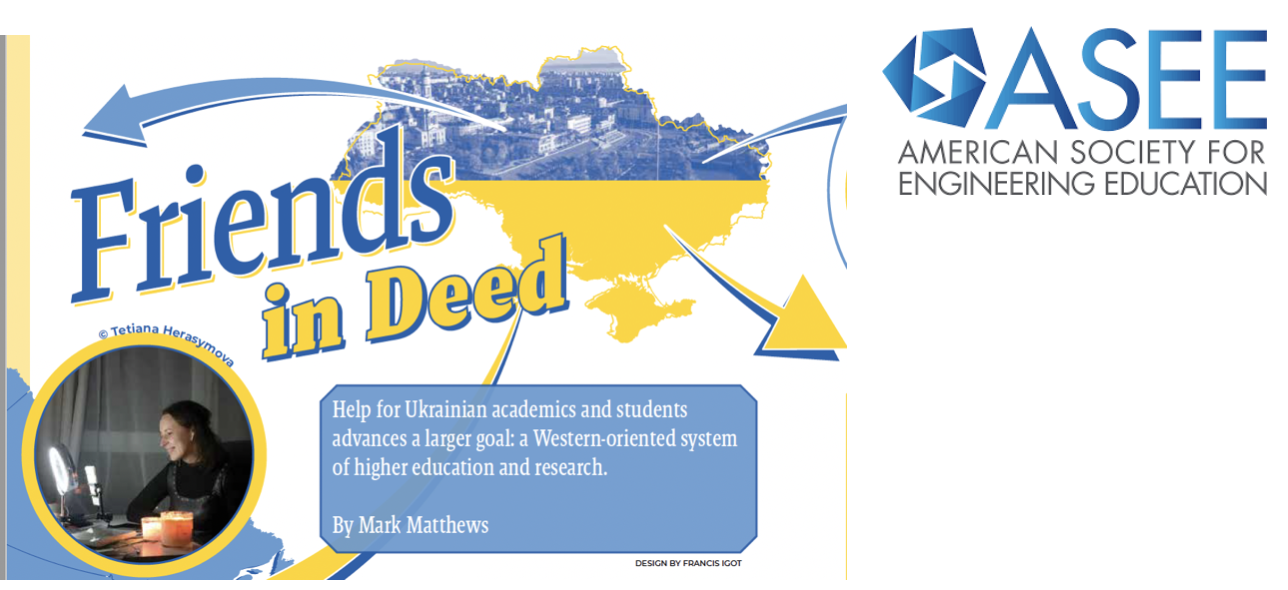 Friends
in Deed
© Tetiana Herasymova
Help for Ukrainian academics and students
advances a larger goal: a Western-oriented system
of higher education and research.
By Mark Matthews
DESIGN BY FRANCIS IGOT
ASEE
AMERICAN SOCIETY FOR
ENGINEERING EDUCATION